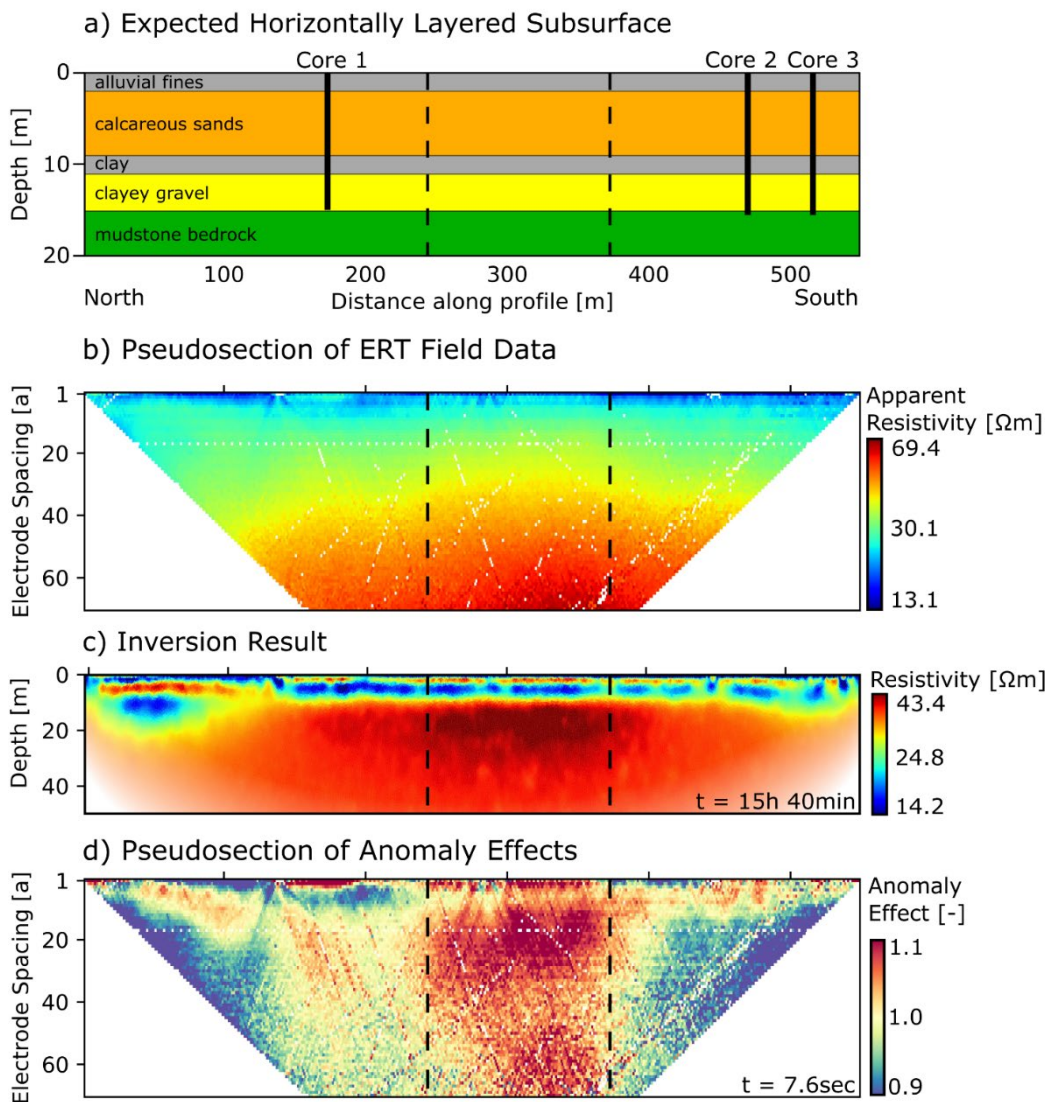 a) Expected Horizontally Layered Subsurface
Core 1
Core 2
Core 3
Depth [m]
0
10
20
alluvial fines
calcareous sands
clay
clayey gravel
mudstone bedrock
100
200
300
400
500
North
Distance along profile [m]
South
b) Pseudosection of ERT Field Data
Electrode Spacing [a]
1
20
40
60
Apparent
Resistivity [Ωm]
69.4
30.1
13.1
c) Inversion Result
Depth [m]
0
20
40
t = 15h 40min
Resistivity [Ωm]
43.4
24.8
14.2
d) Pseudosection of Anomaly Effects
Electrode Spacing [a]
1
20
40
60
t = 7.6sec
Anomaly
Effect [-]
1.1
1.0
0.9